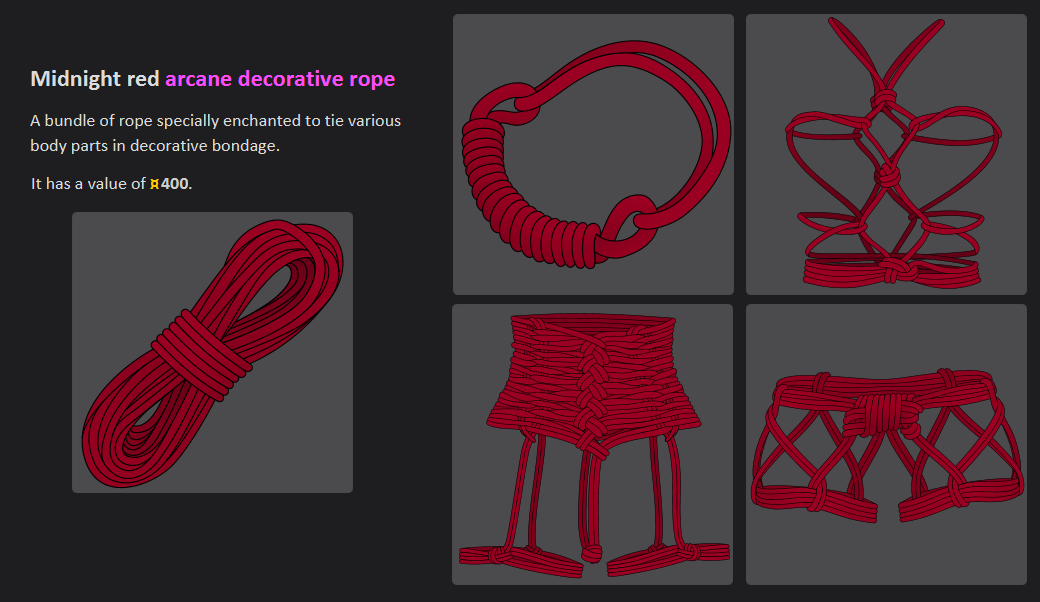 Midnight red arcane decorative rope
A bundle of rope specially enchanted to tie various
body parts in decorative bondage.
It has a value of ¤400.